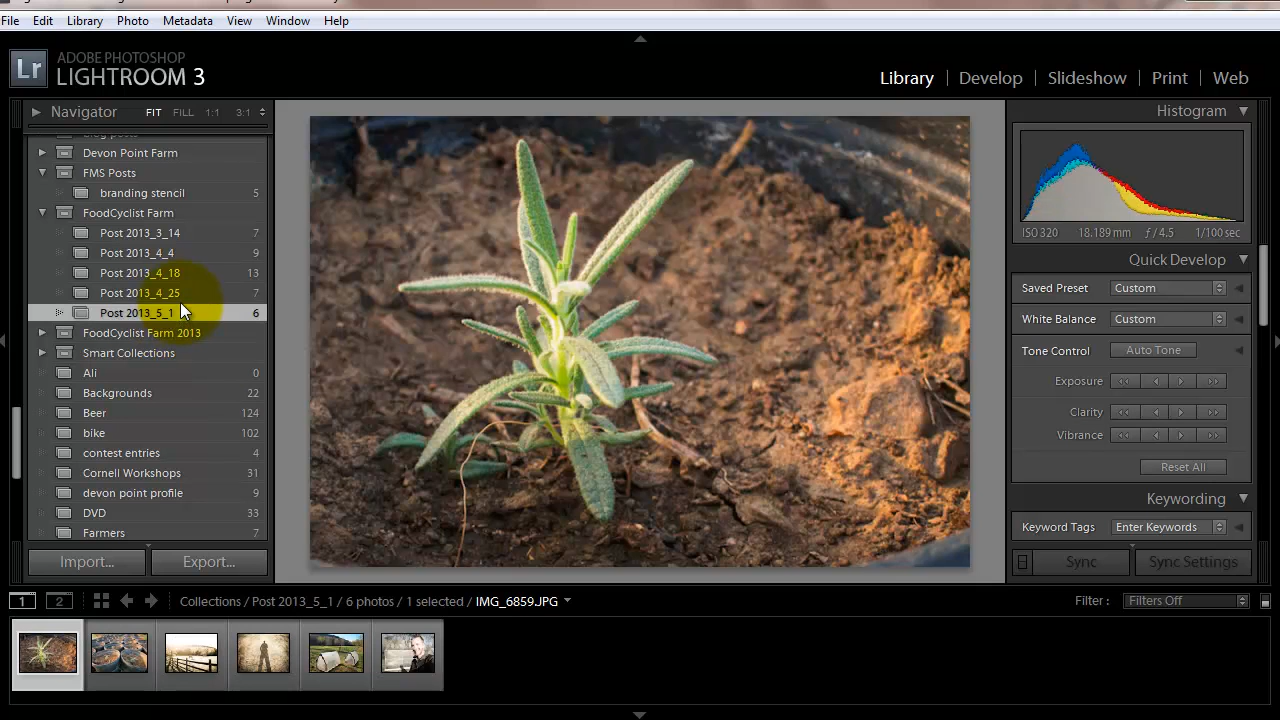 File Edit Library Photo Metadata View Window Help
Lr ADOBE PHOTOSHOP
LIGHTROOM 3
Library | Develop | Slideshow | Print | Web
Navigator FIT FILL 1:1 3:1
Devon Point Farm
FMS Posts
branding stencil 5
FoodCyclist Farm
Post 2013_3_14 7
Post 2013_4_4 9
Post 2013_4_18 13
Post 2013_4_25 7
Post 2013_5_1 6
FoodCyclist Farm 2013
Smart Collections
Ali 0
Backgrounds 22
Beer 124
bike 102
contest entries 4
Cornell Workshops 31
devon point profile 9
DVD 33
Farmers 7
Import... Export...
Histogram
ISO 320 18.189 mm ƒ / 4.5 1/100 sec
Quick Develop
Saved Preset Custom
White Balance Custom
Tone Control Auto Tone
Exposure
Clarity
Vibrance
Reset All
Keywording
Keyword Tags Enter Keywords
Sync Sync Settings
1 2 Collections / Post 2013_5_1 / 6 photos / 1 selected / IMG_6859.JPG Filter : Filters Off